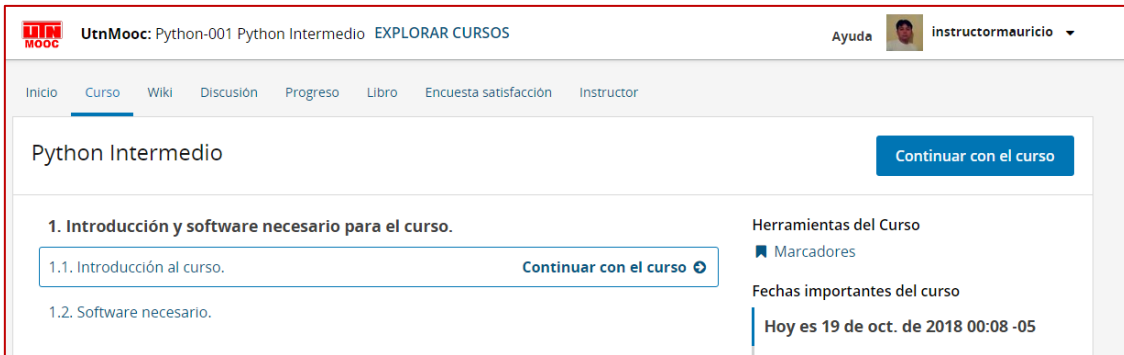 UTN
MOOC
UtnMooc: Python-001 Python Intermedio EXPLORAR CURSOS
Ayuda
instructormauricio
Inicio Curso Wiki Discusión Progreso Libro Encuesta satisfacción Instructor
Python Intermedio
Continuar con el curso
1. Introducción y software necesario para el curso.
1.1. Introducción al curso. Continuar con el curso
1.2. Software necesario.
Herramientas del Curso
Marcadores
Fechas importantes del curso
Hoy es 19 de oct. de 2018 00:08 -05